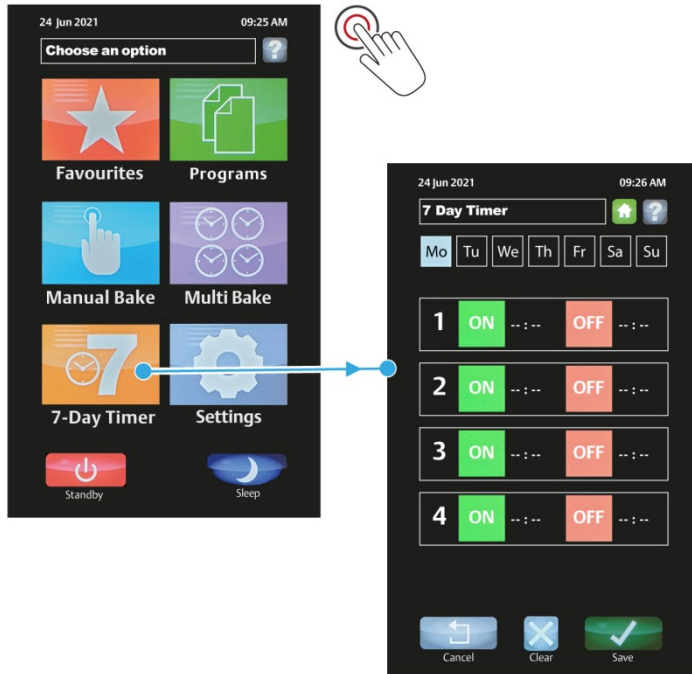 24 Jun 2021 09:25 AM
Choose an option ?
Favourites Programs
Manual Bake Multi Bake
7
7-Day Timer Settings
Standby Sleep
24 Jun 2021 09:26 AM
7 Day Timer ?
Mo Tu We Th Fr Sa Su
1 ON --:-- OFF --:--
2 ON --:-- OFF --:--
3 ON --:-- OFF --:--
4 ON --:-- OFF --:--
Cancel Clear Save